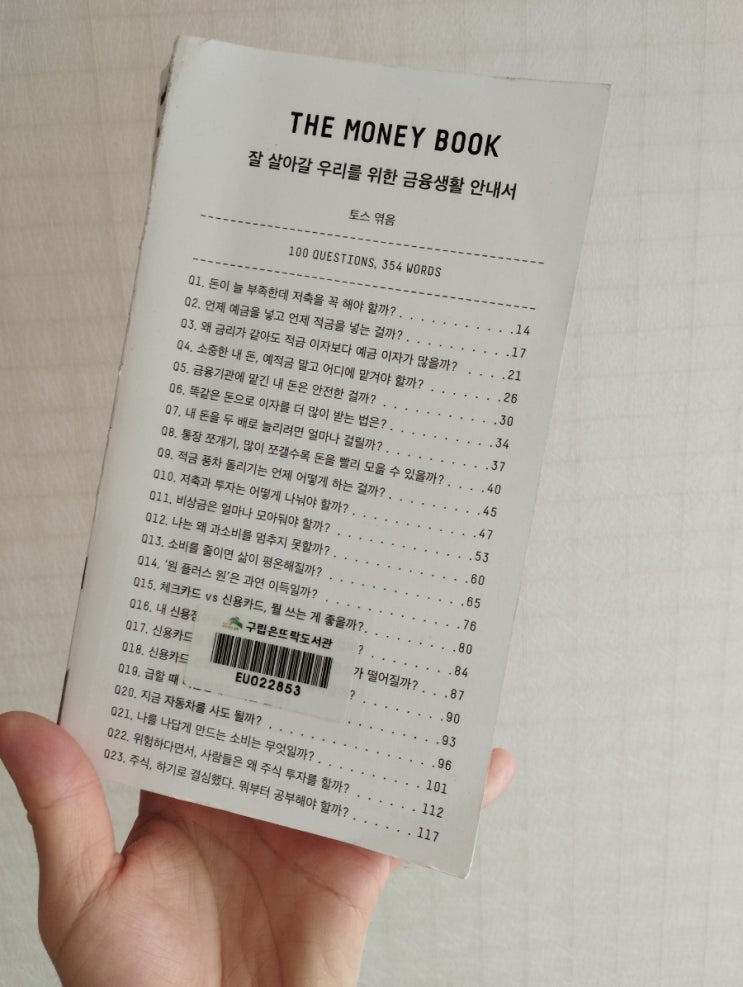 THE MONEY BOOK
잘 살아갈 우리를 위한 금융생활 안내서
토스 엮음
100 QUESTIONS, 354 WORDS
Q1. 돈이 늘 부족한데 저축을 꼭 해야 할까? . . . . . . . . . . . 14
Q2. 언제 예금을 넣고 언제 적금을 넣는 걸까? . . . . . . . . . . 17
Q3. 왜 금리가 같아도 적금 이자보다 예금 이자가 많을까? . . . . 21
Q4. 소중한 내 돈, 예적금 말고 어디에 맡겨야 할까? . . . . . . . 26
Q5. 금융기관에 맡긴 내 돈은 안전한 걸까? . . . . . . . . . . . 30
Q6. 똑같은 돈으로 이자를 더 많이 받는 법은? . . . . . . . . . . 34
Q7. 내 돈을 두 배로 늘리려면 얼마나 걸릴까? . . . . . . . . . . 37
Q8. 통장 쪼개기, 많이 쪼갤수록 돈을 빨리 모을 수 있을까? . . . . 40
Q9. 적금 풍차 돌리기는 언제 어떻게 하는 걸까? . . . . . . . . . 45
Q10. 저축과 투자는 어떻게 나눠야 할까? . . . . . . . . . . . . 47
Q11. 비상금은 얼마나 모아둬야 할까? . . . . . . . . . . . . . 53
Q12. 나는 왜 과소비를 멈추지 못할까? . . . . . . . . . . . . . 60
Q13. 소비를 줄이면 삶이 평온해질까? . . . . . . . . . . . . . 65
Q14. ‘원 플러스 원’은 과연 이득일까? . . . . . . . . . . . . . 76
Q15. 체크카드 vs 신용카드, 뭘 쓰는 게 좋을까? . . . . . . . . . 80
Q16. 내 ? . . . . . . . . 84
Q17. 신용카드 가 떨어질까? . . . 87
Q18. 신용카드 ? . . . . . . . . 90
Q19. 급할 때 93
Q20. 지금 자동차를 사도 될까? . . . . . . . . . . . . . . . . 96
Q21. 나를 나답게 만드는 소비는 무엇일까? . . . . . . . . . . . 101
Q22. 위험하다면서, 사람들은 왜 주식 투자를 할까? . . . . . . . 112
Q23. 주식, 하기로 결심했다. 뭐부터 공부해야 할까? . . . . . . 117
구립은뜨락도서관
EU022853